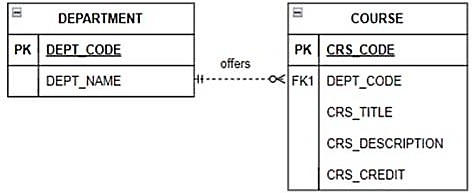 DEPARTMENT
PK DEPT_CODE
DEPT_NAME
offers
COURSE
PK CRS_CODE
FK1 DEPT_CODE
CRS_TITLE
CRS_DESCRIPTION
CRS_CREDIT